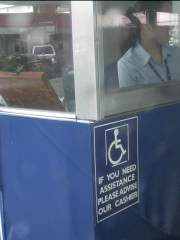 IF YOU NEED
ASSISTANCE
PLEASE ADVISE
OUR CASHIER